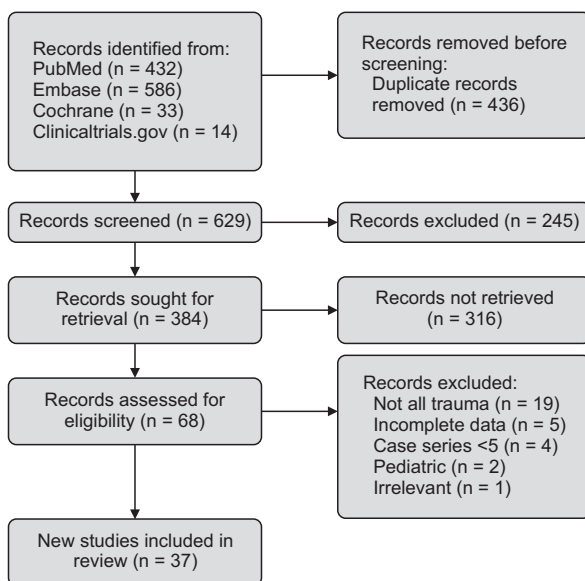 Records identified from:
PubMed (n = 432)
Embase (n = 586)
Cochrane (n = 33)
Clinicaltrials.gov (n = 14)
Records removed before
screening:
Duplicate records
removed (n = 436)
Records screened (n = 629)
Records excluded (n = 245)
Records sought for
retrieval (n = 384)
Records not retrieved
(n = 316)
Records assessed for
eligibility (n = 68)
Records excluded:
Not all trauma (n = 19)
Incomplete data (n = 5)
Case series <5 (n = 4)
Pediatric (n = 2)
Irrelevant (n = 1)
New studies included in
review (n = 37)